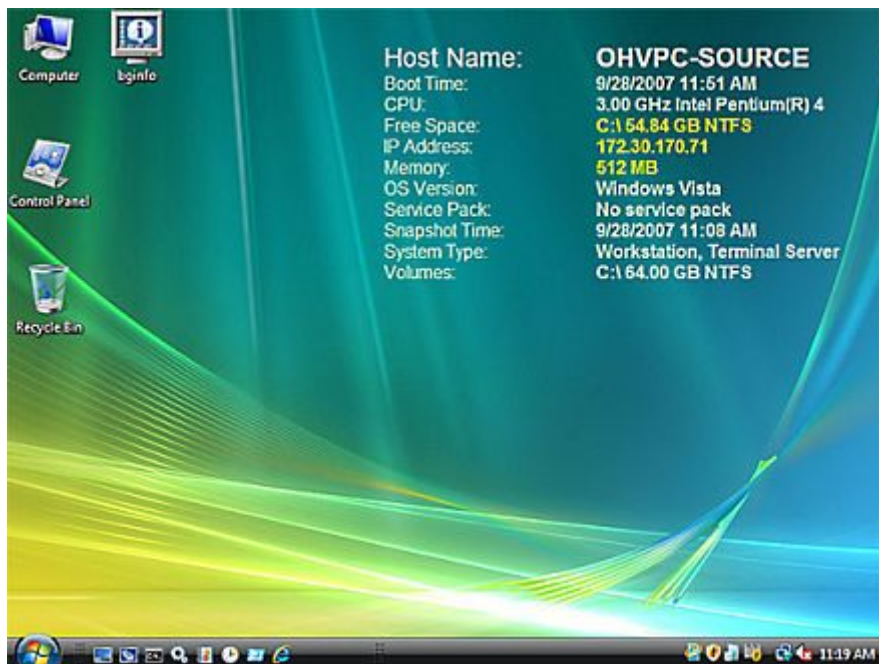 Computer
bginfo
Control Panel
Recycle Bin
Host Name: OHVPC-SOURCE
Boot Time: 9/28/2007 11:51 AM
CPU: 3.00 GHz Intel Pentium(R) 4
Free Space: C:\ 54.84 GB NTFS
IP Address: 172.30.170.71
Memory: 512 MB
OS Version: Windows Vista
Service Pack: No service pack
Snapshot Time: 9/28/2007 11:08 AM
System Type: Workstation, Terminal Server
Volumes: C:\ 64.00 GB NTFS
11:19 AM